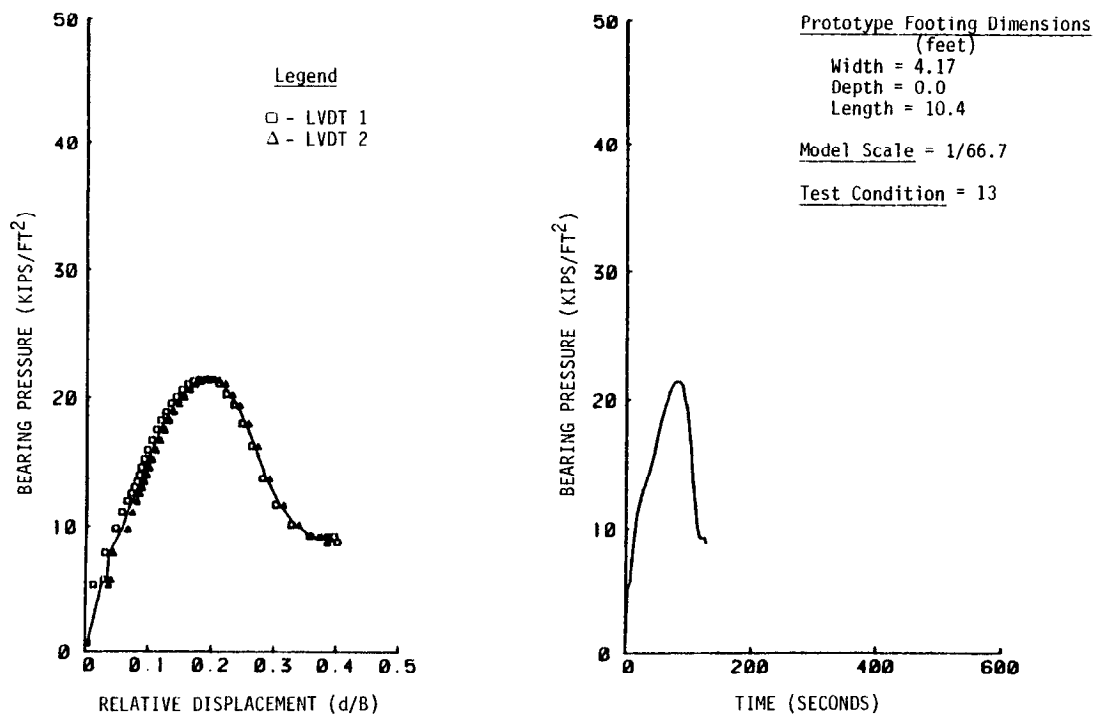 50
40
30
20
10
0
BEARING PRESSURE (KIPS/FT2)
Legend
□ - LVDT 1
△ - LVDT 2
0 0.1 0.2 0.3 0.4 0.5
RELATIVE DISPLACEMENT (d/B)
50
40
30
20
10
0
BEARING PRESSURE (KIPS/FT2)
Prototype Footing Dimensions
(feet)
Width = 4.17
Depth = 0.0
Length = 10.4
Model Scale = 1/66.7
Test Condition = 13
0 200 400 600
TIME (SECONDS)